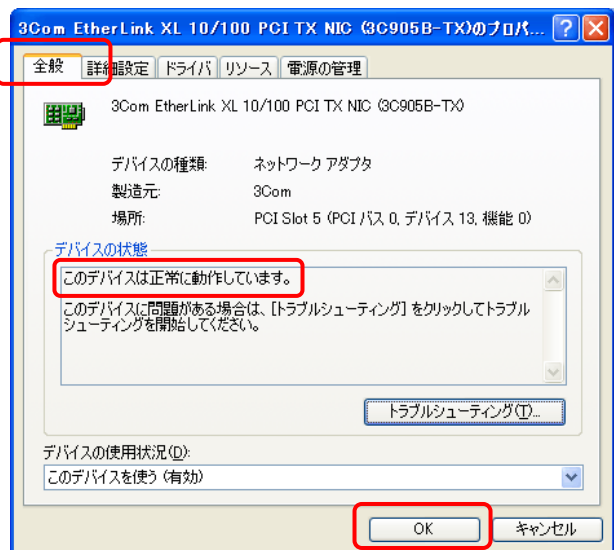 3Com EtherLink XL 10/100 PCI TX NIC (3C905B-TX)のプロパ...
全般 詳細設定 ドライバ リソース 電源の管理
3Com EtherLink XL 10/100 PCI TX NIC (3C905B-TX)
デバイスの種類: ネットワーク アダプタ
製造元: 3Com
場所: PCI Slot 5 (PCI バス 0, デバイス 13, 機能 0)
デバイスの状態
このデバイスは正常に動作しています。
このデバイスに問題がある場合は、[トラブルシューティング] をクリックしてトラブル
シューティングを開始してください。
トラブルシューティング(T)...
デバイスの使用状況(D):
このデバイスを使う (有効)
OK キャンセル